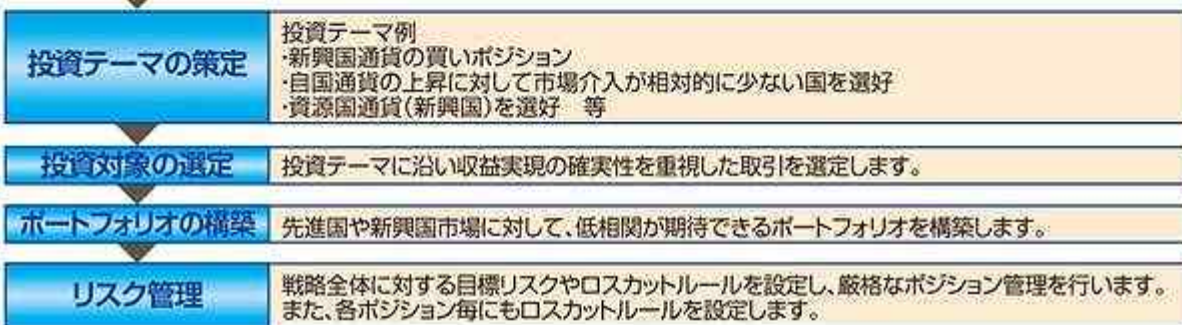 投資テーマの策定
投資テーマ例
・新興国通貨の買いポジション
・自国通貨の上昇に対して市場介入が相対的に少ない国を選好
・資源国通貨(新興国)を選好　等
投資対象の選定
投資テーマに沿い収益実現の確実性を重視した取引を選定します。
ポートフォリオの構築
先進国や新興国市場に対して、低相関が期待できるポートフォリオを構築します。
リスク管理
戦略全体に対する目標リスクやロスカットルールを設定し、厳格なポジション管理を行います。
また、各ポジション毎にもロスカットルールを設定します。